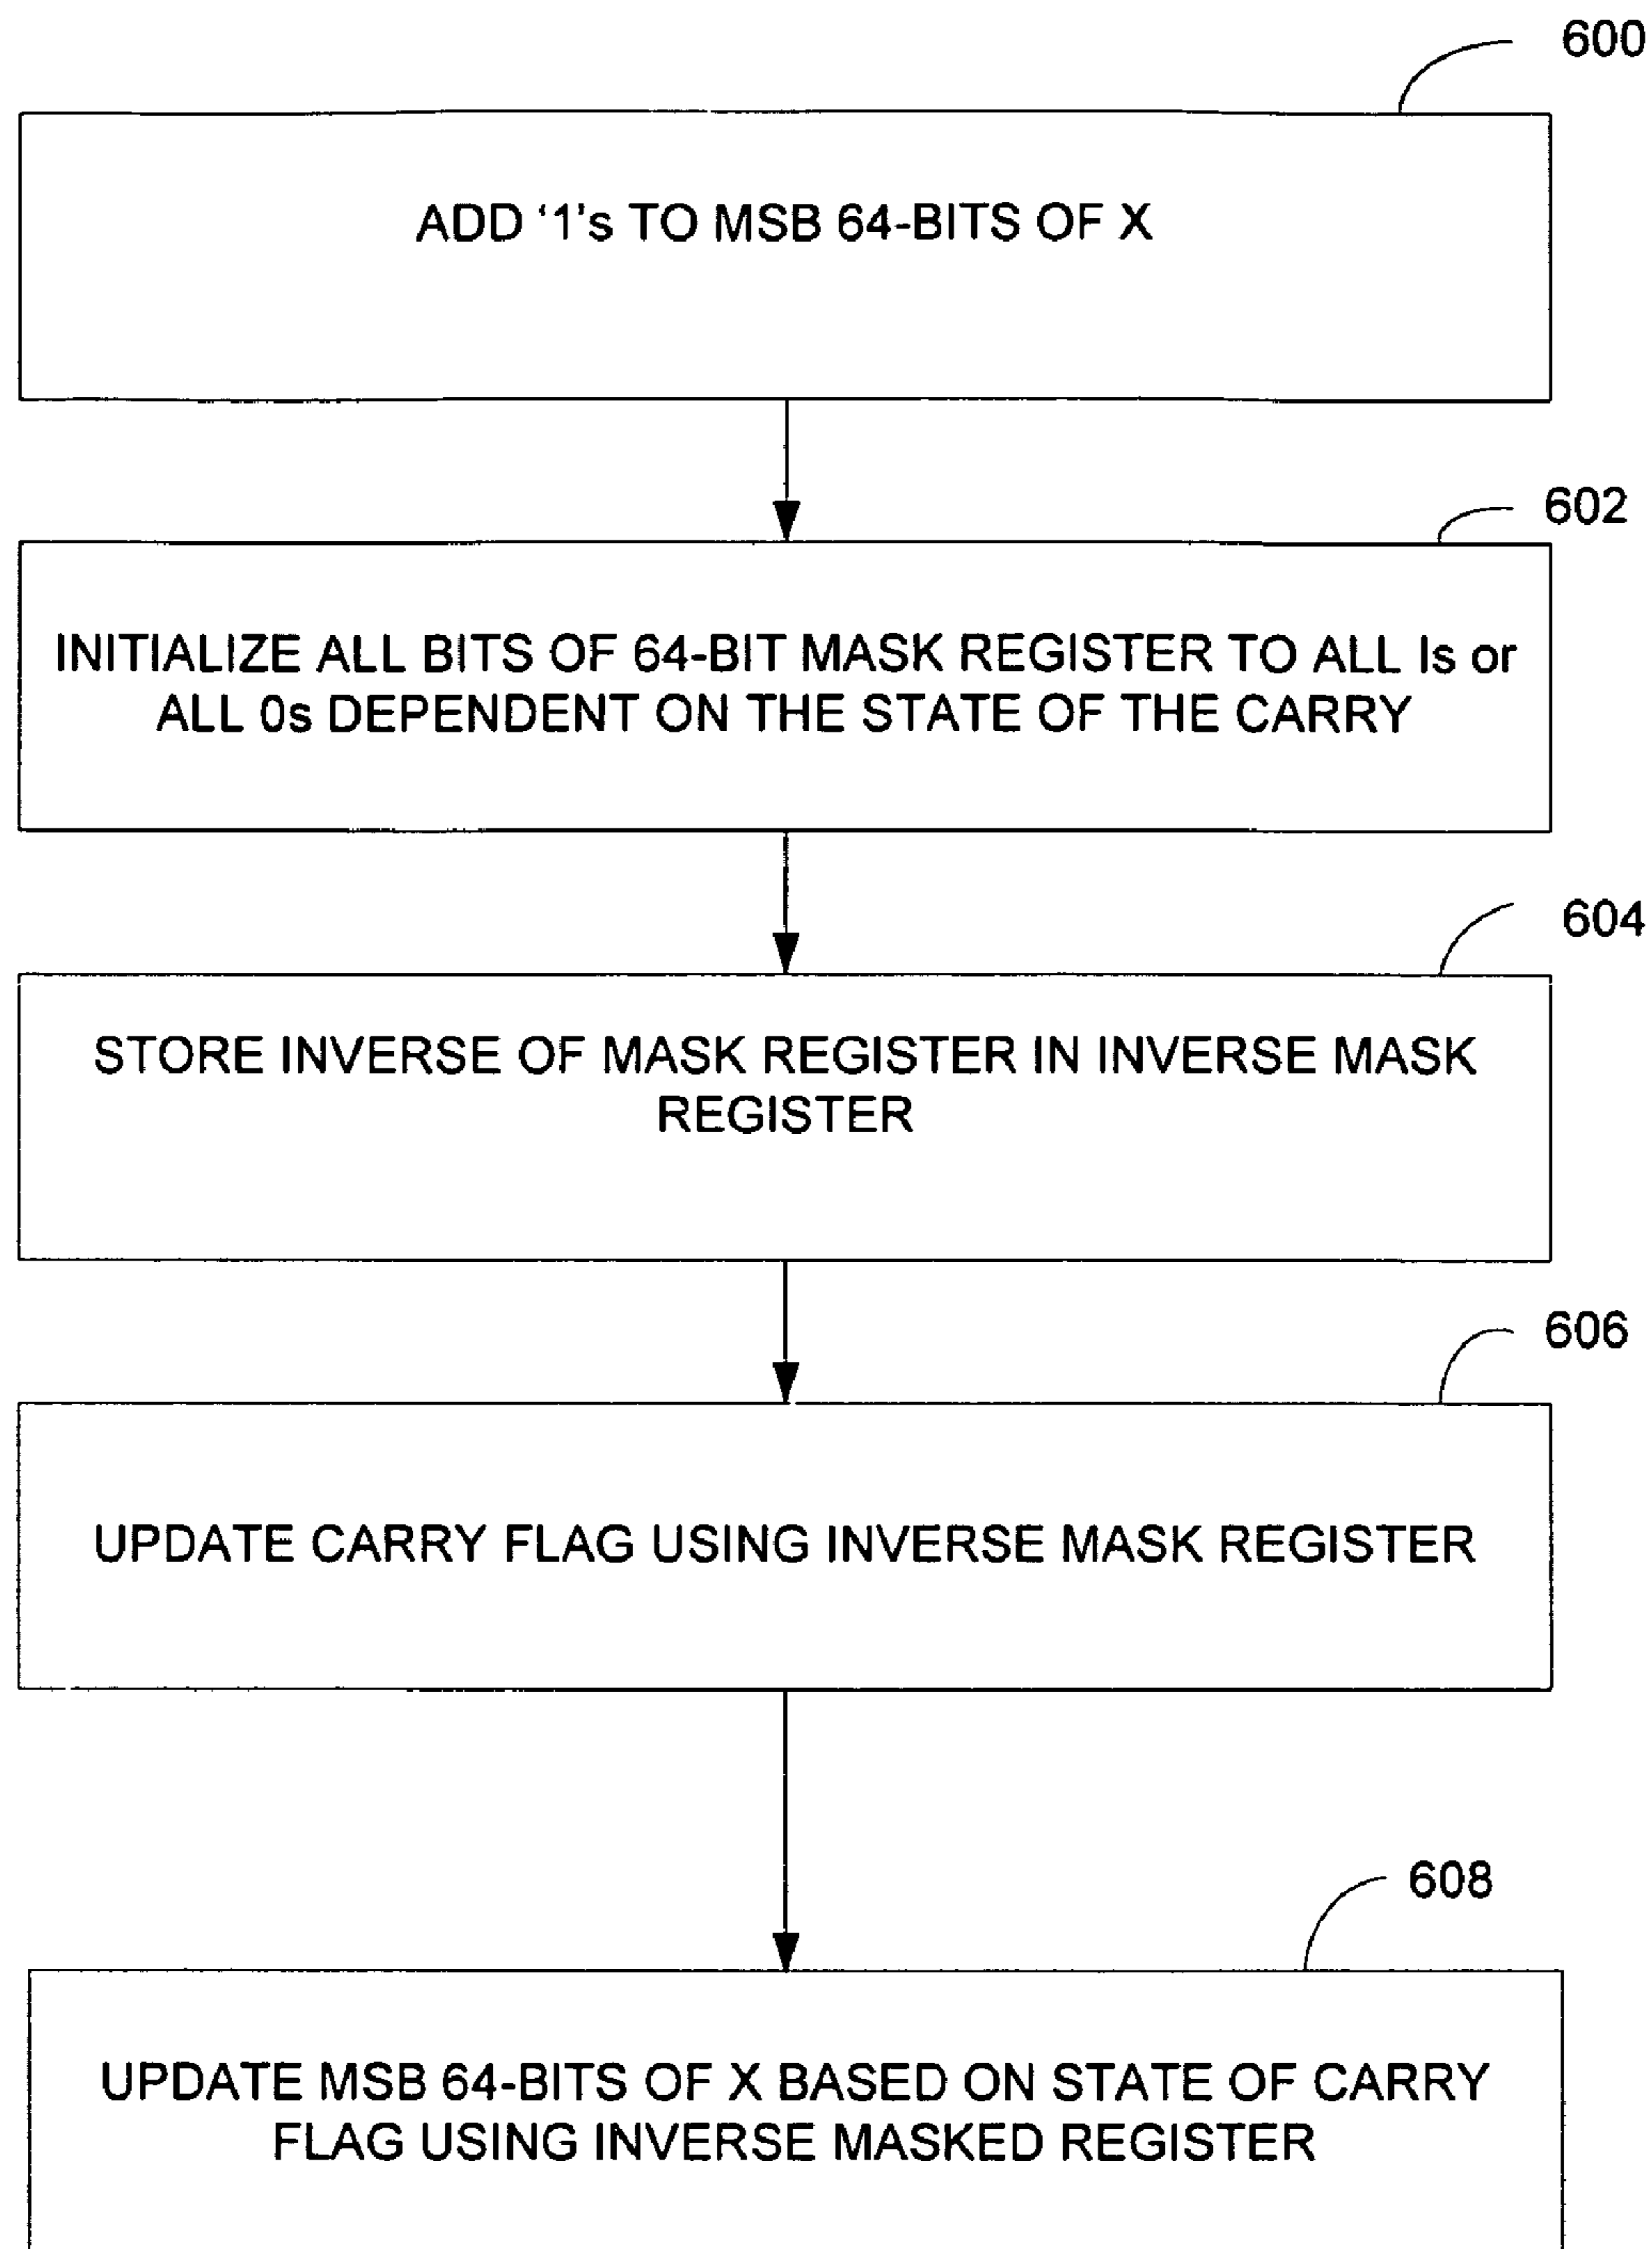 600
ADD ‘1’s TO MSB 64-BITS OF X
602
INITIALIZE ALL BITS OF 64-BIT MASK REGISTER TO ALL Is or
ALL 0s DEPENDENT ON THE STATE OF THE CARRY
604
STORE INVERSE OF MASK REGISTER IN INVERSE MASK
REGISTER
606
UPDATE CARRY FLAG USING INVERSE MASK REGISTER
608
UPDATE MSB 64-BITS OF X BASED ON STATE OF CARRY
FLAG USING INVERSE MASKED REGISTER